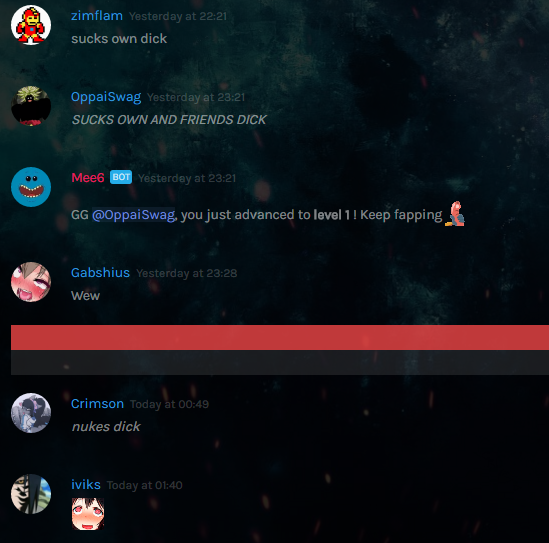 zimflam Yesterday at 22:21
sucks own dick
OppaiSwag Yesterday at 23:21
SUCKS OWN AND FRIENDS DICK
Mee6 BOT Yesterday at 23:21
GG @OppaiSwag, you just advanced to level 1 ! Keep fapping
Gabshius Yesterday at 23:28
Wew
Crimson Today at 00:49
nukes dick
iviks Today at 01:40